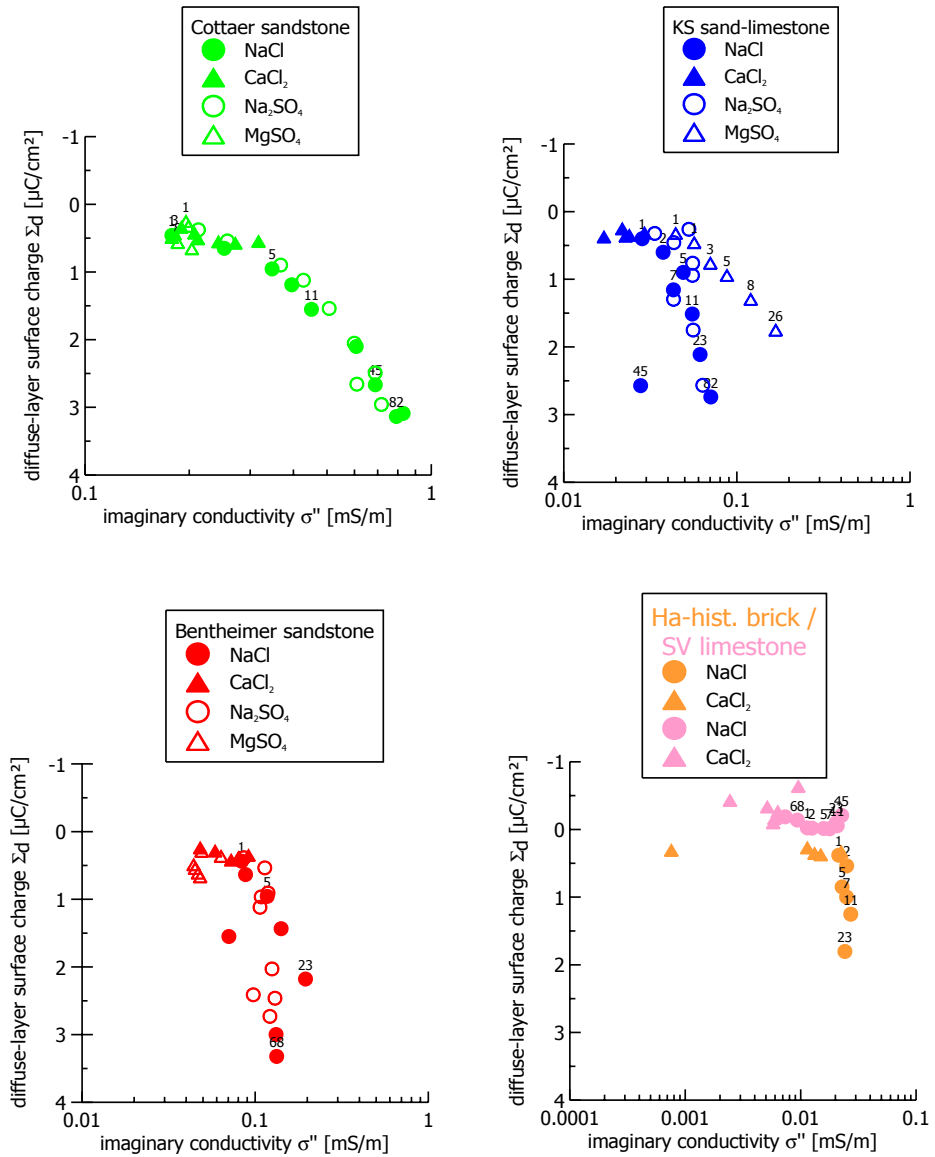 Cottaer sandstone
NaCl
CaCl₂
Na₂SO₄
MgSO₄
diffuse-layer surface charge Σd [µC/cm²]
-1
0
1
2
3
4
1
3
1
5
11
45
82
0.1
1
imaginary conductivity σ'' [mS/m]
KS sand-limestone
NaCl
CaCl₂
Na₂SO₄
MgSO₄
diffuse-layer surface charge Σd [µC/cm²]
-1
0
1
2
3
4
1
1
1
2
3
5
5
7
8
11
26
23
45
82
0.01
0.1
1
imaginary conductivity σ'' [mS/m]
Bentheimer sandstone
NaCl
CaCl₂
Na₂SO₄
MgSO₄
diffuse-layer surface charge Σd [µC/cm²]
-1
0
1
2
3
4
1
5
23
68
0.01
0.1
1
imaginary conductivity σ'' [mS/m]
Ha-hist. brick /
SV limestone
NaCl
CaCl₂
NaCl
CaCl₂
diffuse-layer surface charge Σd [µC/cm²]
-1
0
1
2
3
4
45
68
1
2
5
23
1
2
5
7
11
23
0.0001
0.001
0.01
0.1
imaginary conductivity σ'' [mS/m]